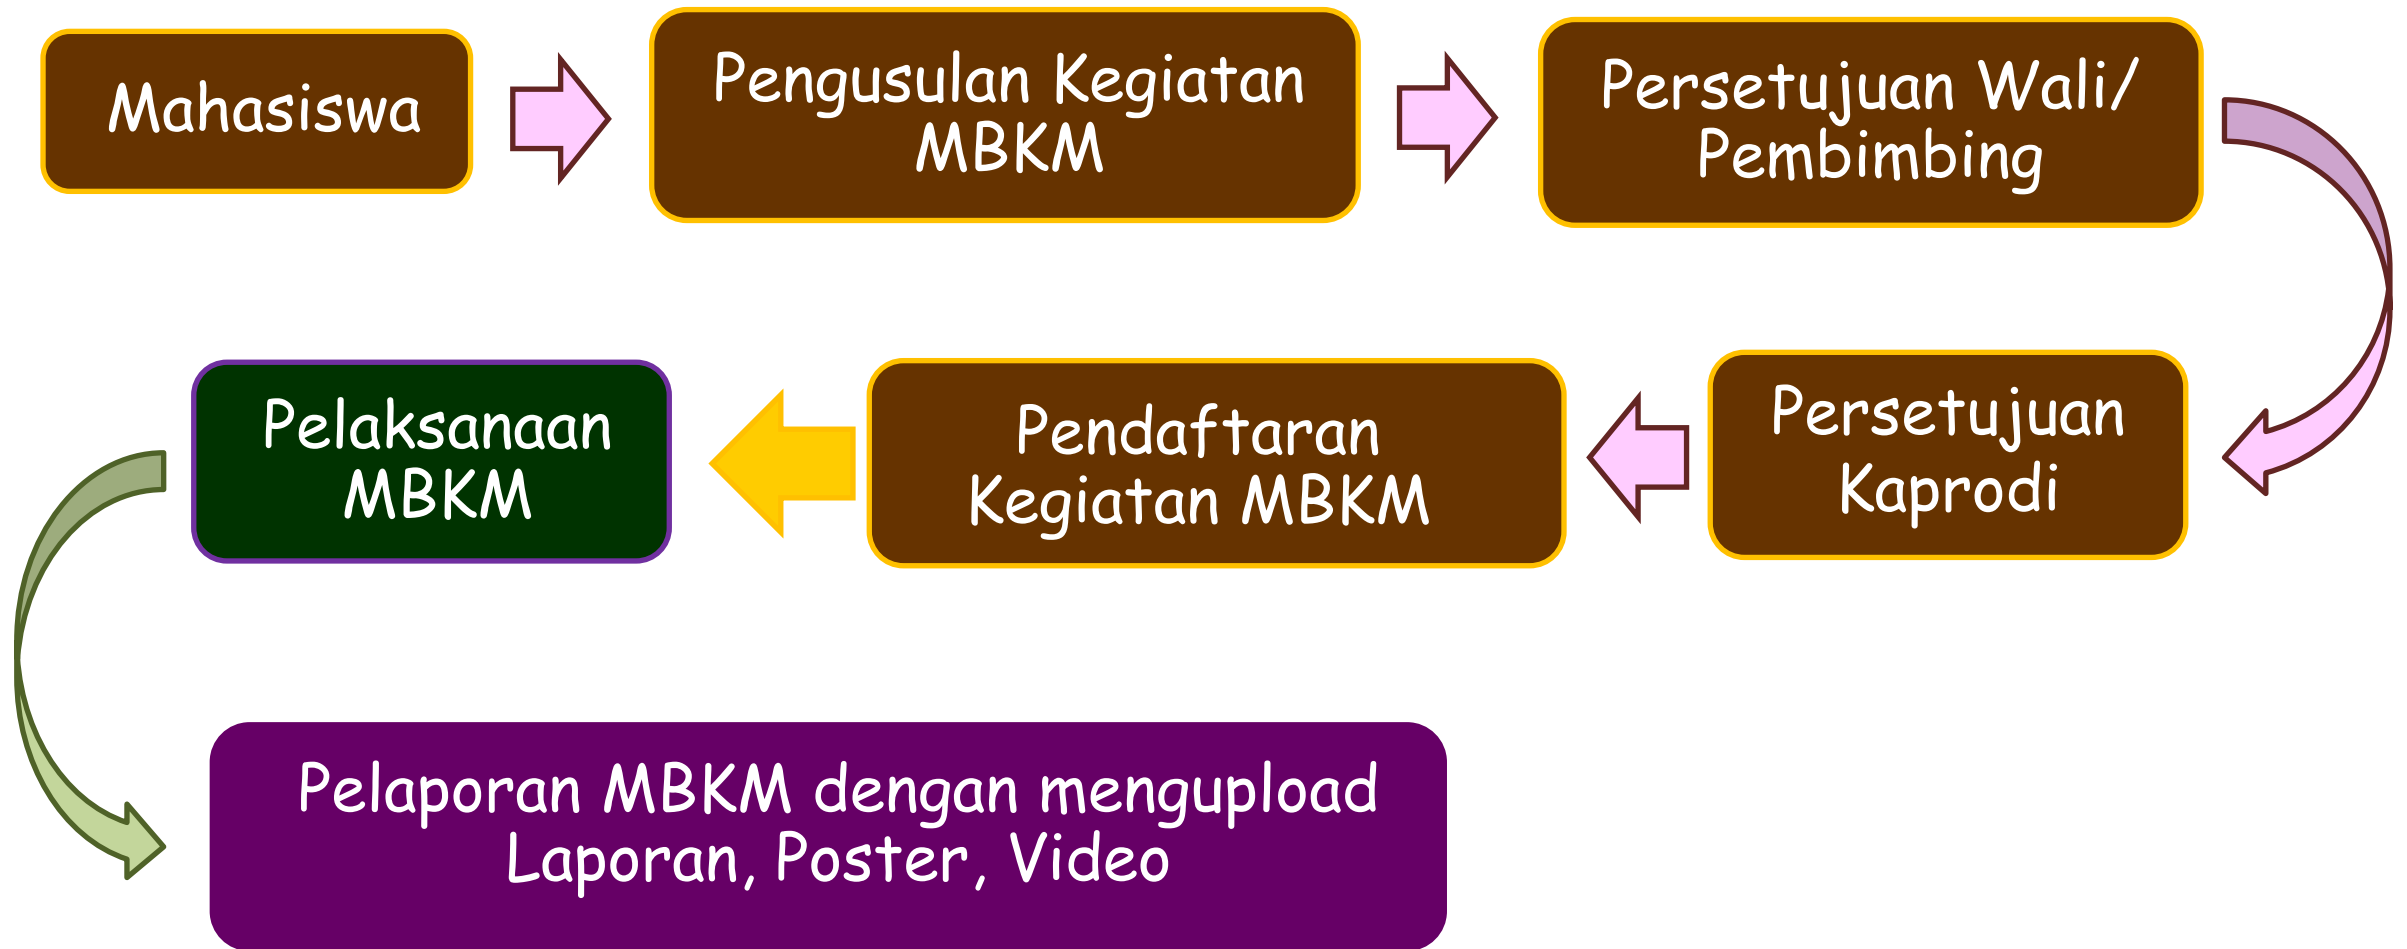 Mahasiswa
Pengusulan Kegiatan
MBKM
Persetujuan Wali/
Pembimbing
Persetujuan
Kaprodi
Pendaftaran
Kegiatan MBKM
Pelaksanaan
MBKM
Pelaporan MBKM dengan mengupload
Laporan, Poster, Video